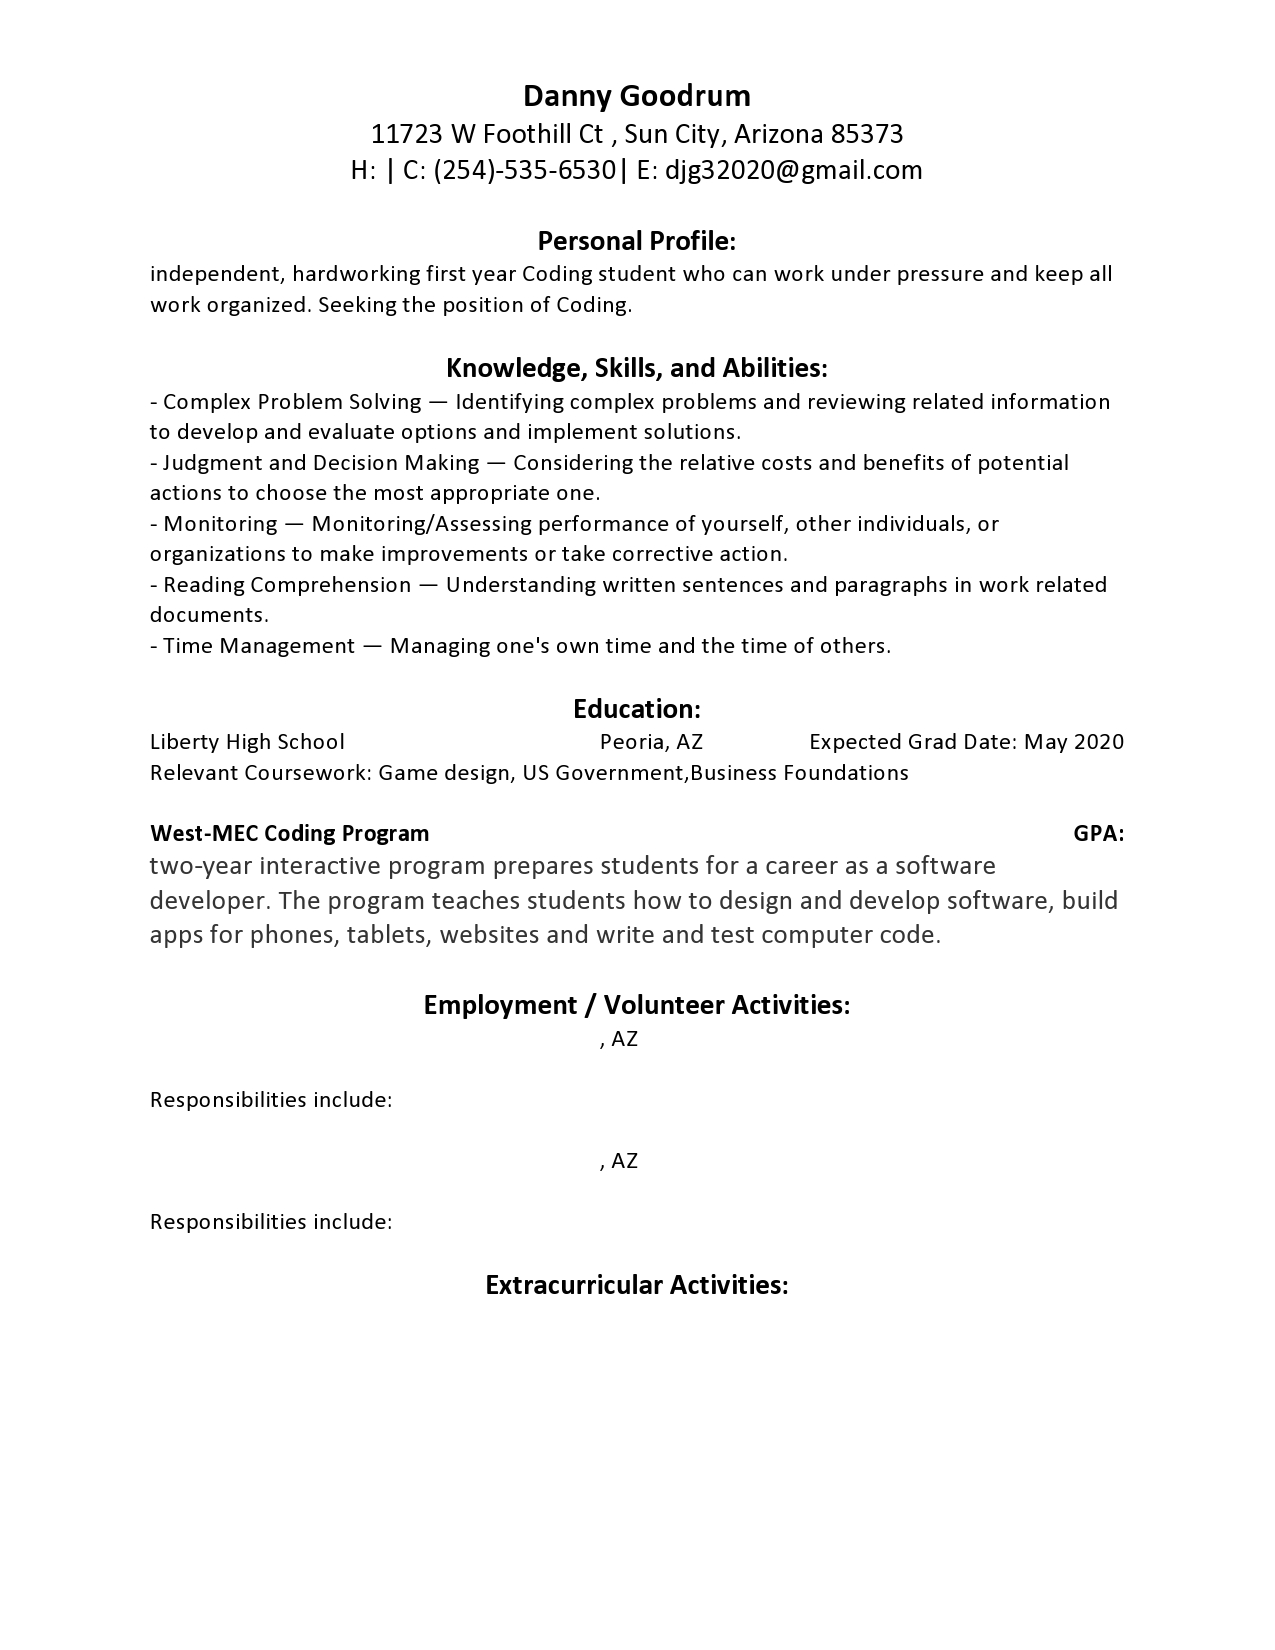 Danny Goodrum
11723 W Foothill Ct , Sun City, Arizona 85373
H: | C: (254)-535-6530| E: djg32020@gmail.com
Personal Profile:
independent, hardworking first year Coding student who can work under pressure and keep all
work organized. Seeking the position of Coding.
Knowledge, Skills, and Abilities:
- Complex Problem Solving — Identifying complex problems and reviewing related information
to develop and evaluate options and implement solutions.
- Judgment and Decision Making — Considering the relative costs and benefits of potential
actions to choose the most appropriate one.
- Monitoring — Monitoring/Assessing performance of yourself, other individuals, or
organizations to make improvements or take corrective action.
- Reading Comprehension — Understanding written sentences and paragraphs in work related
documents.
- Time Management — Managing one's own time and the time of others.
Education:
Liberty High School Peoria, AZ Expected Grad Date: May 2020
Relevant Coursework: Game design, US Government,Business Foundations
West-MEC Coding Program GPA:
two-year interactive program prepares students for a career as a software
developer. The program teaches students how to design and develop software, build
apps for phones, tablets, websites and write and test computer code.
Employment / Volunteer Activities:
, AZ
Responsibilities include:
, AZ
Responsibilities include:
Extracurricular Activities: